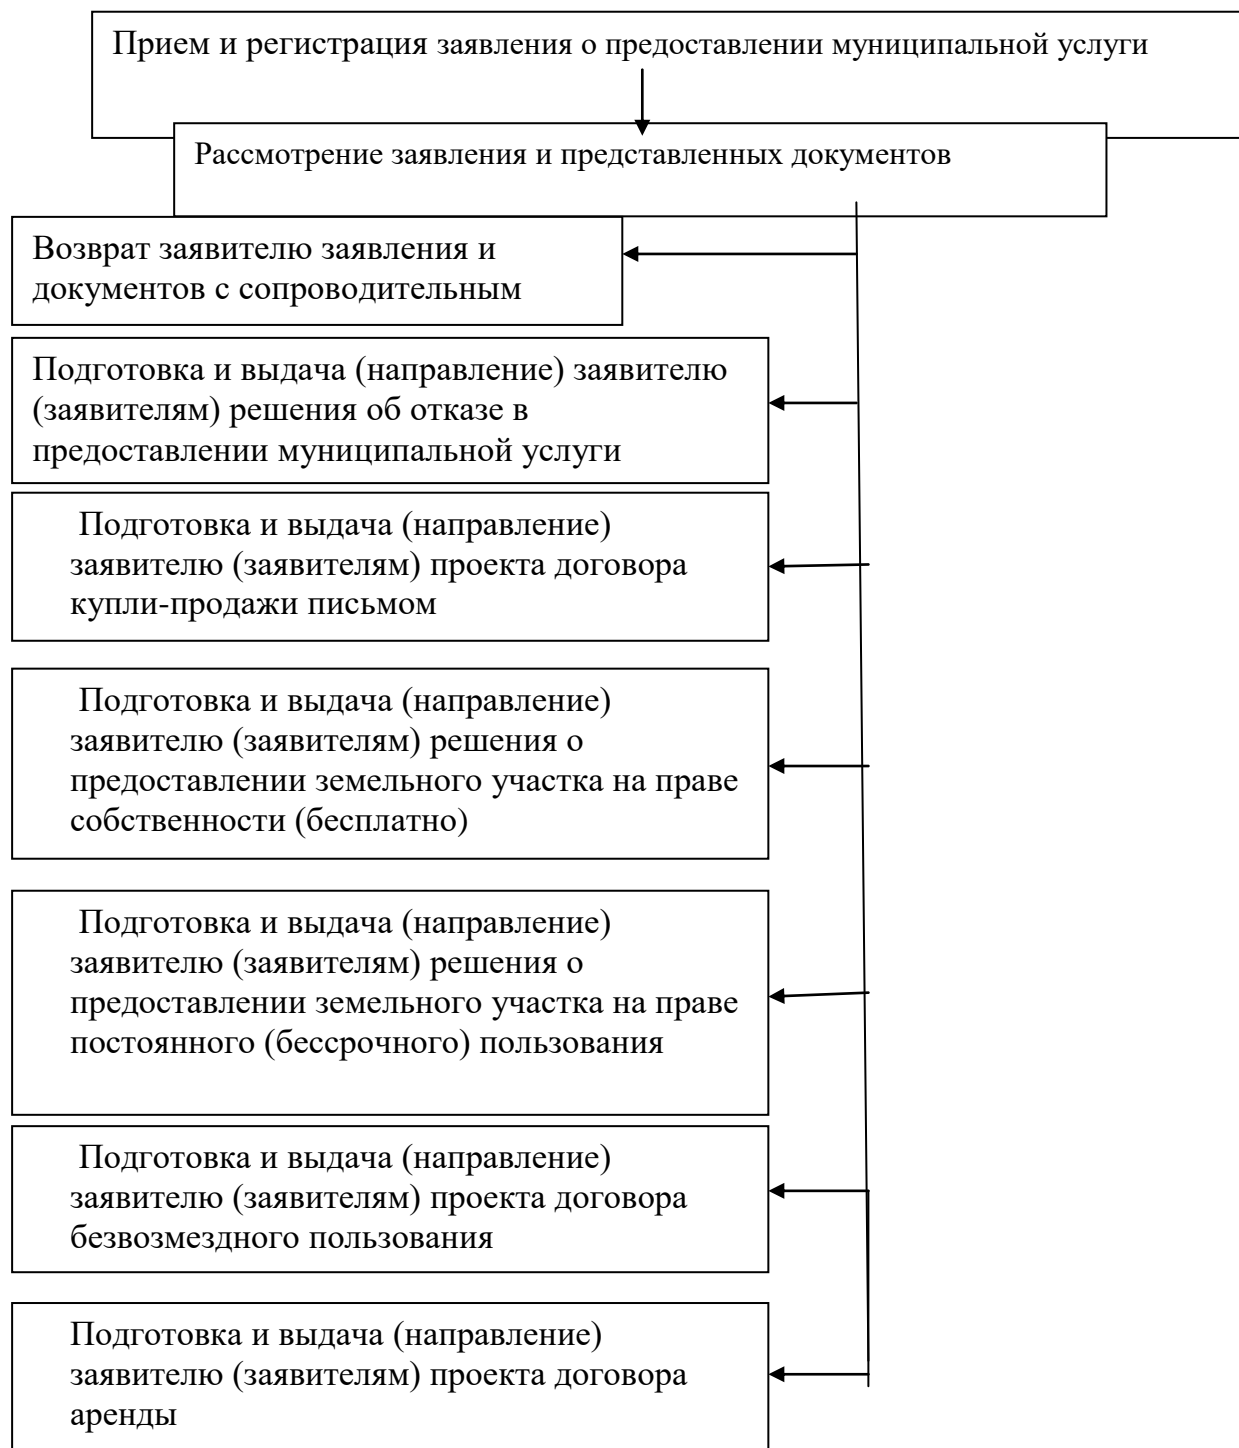 Прием и регистрация заявления о предоставлении муниципальной услуги
Рассмотрение заявления и представленных документов
Возврат заявителю заявления и
документов с сопроводительным
Подготовка и выдача (направление) заявителю
(заявителям) решения об отказе в
предоставлении муниципальной услуги
Подготовка и выдача (направление)
заявителю (заявителям) проекта договора
купли-продажи письмом
Подготовка и выдача (направление)
заявителю (заявителям) решения о
предоставлении земельного участка на праве
собственности (бесплатно)
Подготовка и выдача (направление)
заявителю (заявителям) решения о
предоставлении земельного участка на праве
постоянного (бессрочного) пользования
Подготовка и выдача (направление)
заявителю (заявителям) проекта договора
безвозмездного пользования
Подготовка и выдача (направление)
заявителю (заявителям) проекта договора
аренды